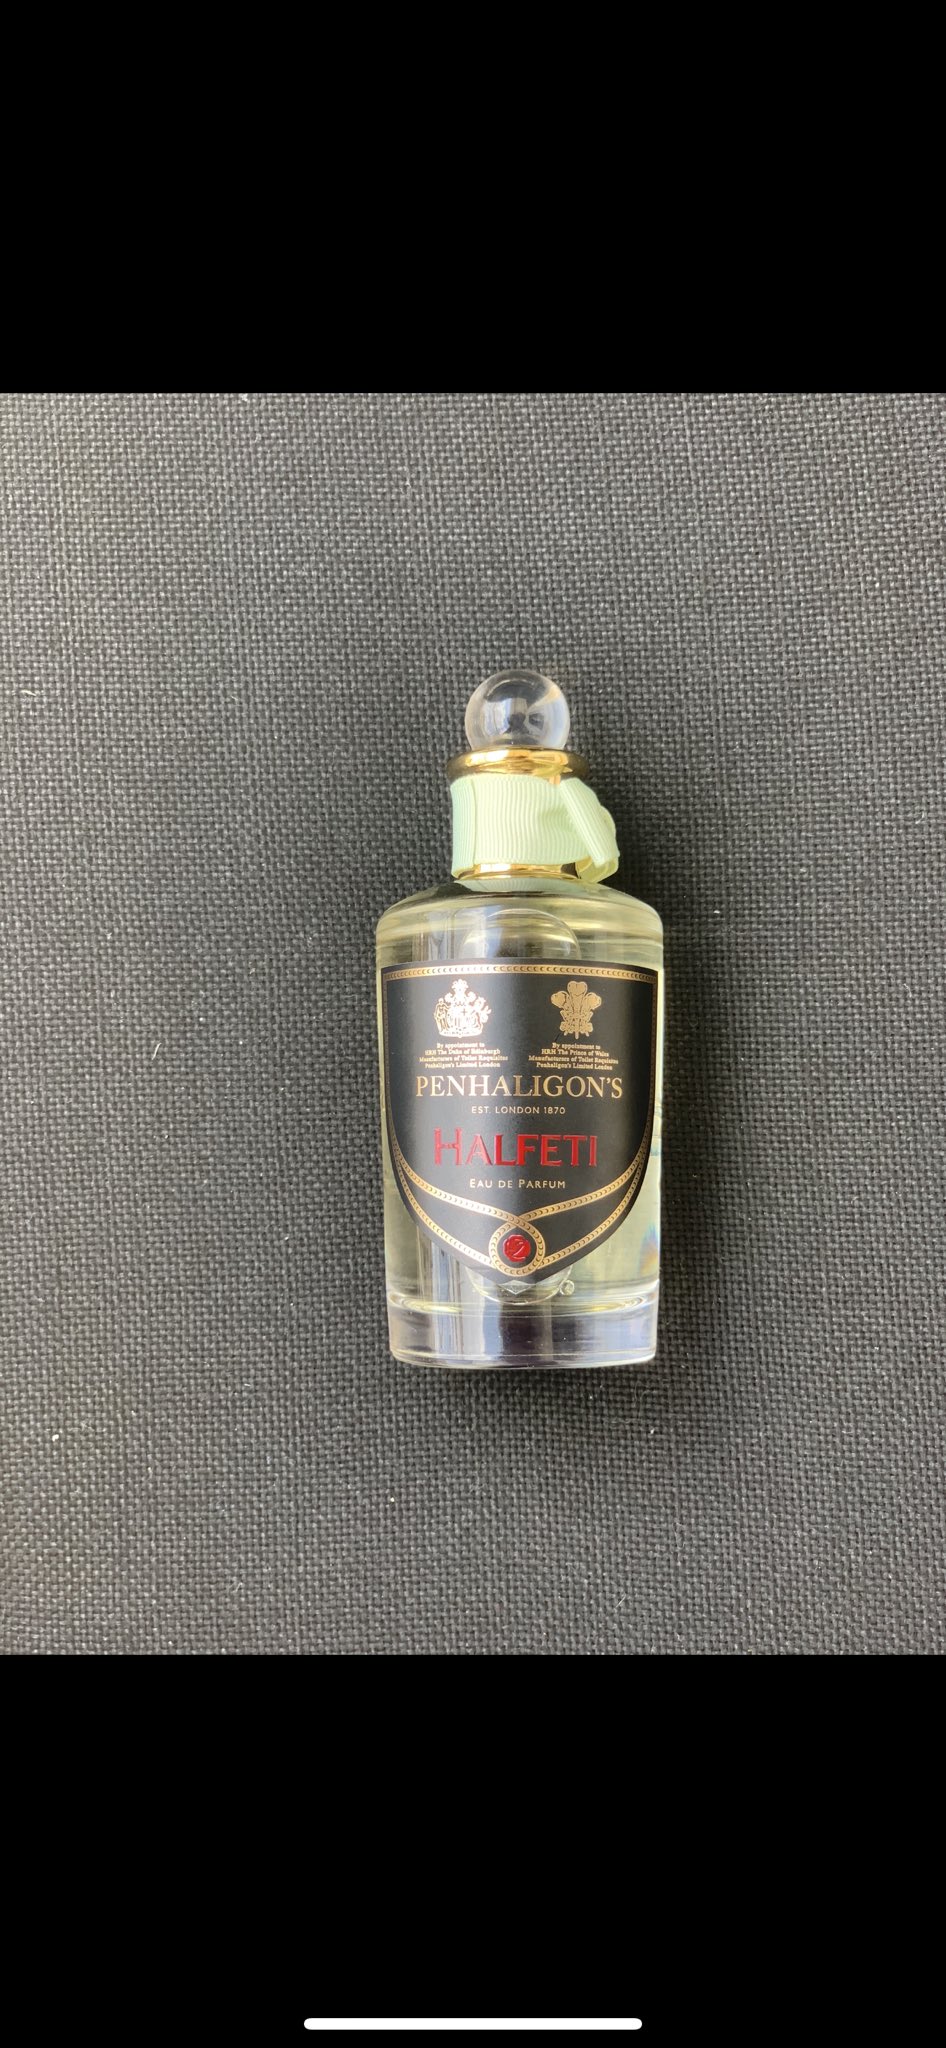 By appointment to
HRH The Duke of Edinburgh
Manufacturers of Toilet Requisites
Penhaligon's Limited London
By appointment to
HRH The Prince of Wales
Manufacturers of Toilet Requisites
Penhaligon's Limited London
PENHALIGON'S
EST. LONDON 1870
HALFETI
EAU DE PARFUM